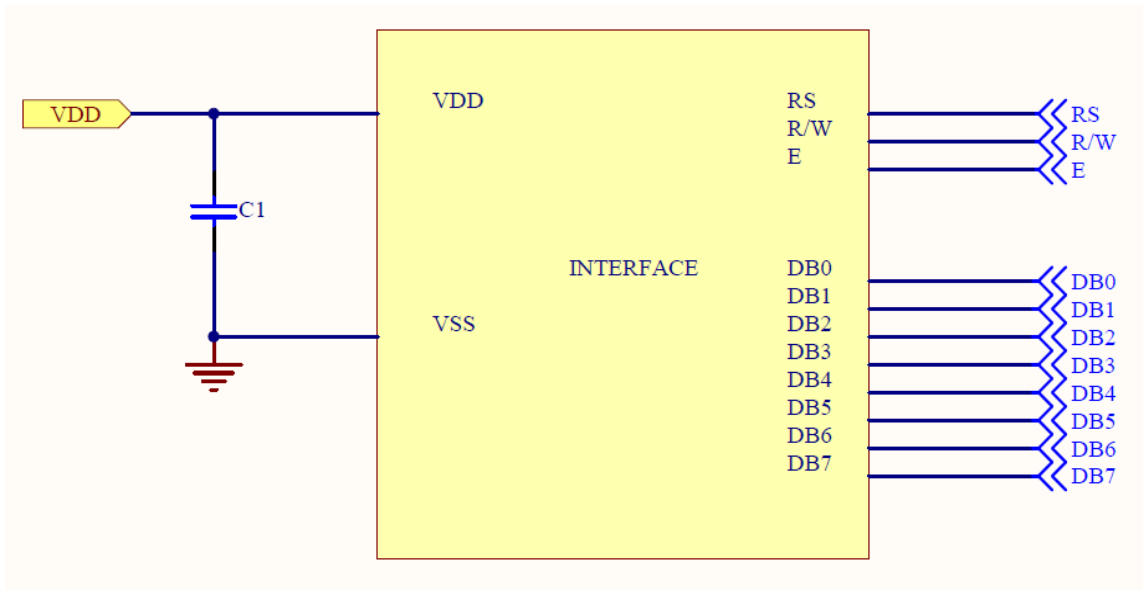 VDD
VDD
RS
RS
R/W
R/W
E
E
C1
INTERFACE
DB0
DB0
DB1
DB1
VSS
DB2
DB2
DB3
DB3
DB4
DB4
DB5
DB5
DB6
DB6
DB7
DB7